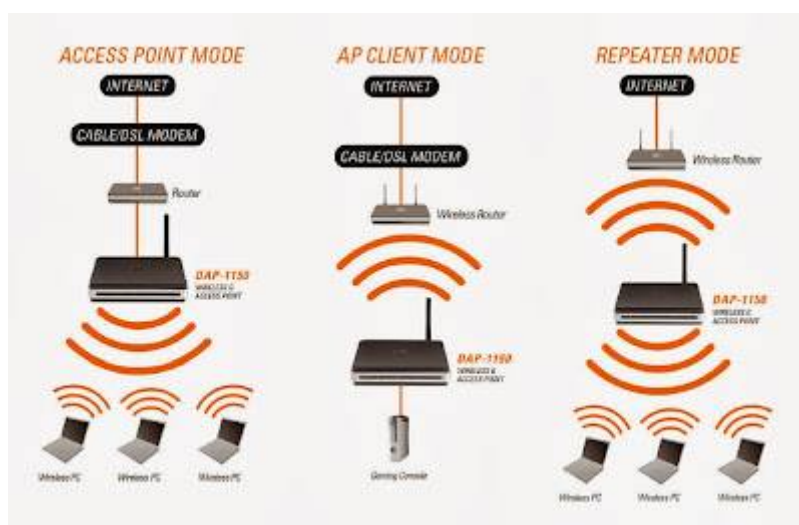 ACCESS POINT MODE
INTERNET
CABLE/DSL MODEM
Router
DAP-1150
WIRELESS G
ACCESS POINT
Wireless PC
Wireless PC
Wireless PC
AP CLIENT MODE
INTERNET
CABLE/DSL MODEM
Wireless Router
DAP-1150
WIRELESS G
ACCESS POINT
Gaming Console
REPEATER MODE
INTERNET
Wireless Router
DAP-1150
WIRELESS G
ACCESS POINT
Wireless PC
Wireless PC
Wireless PC